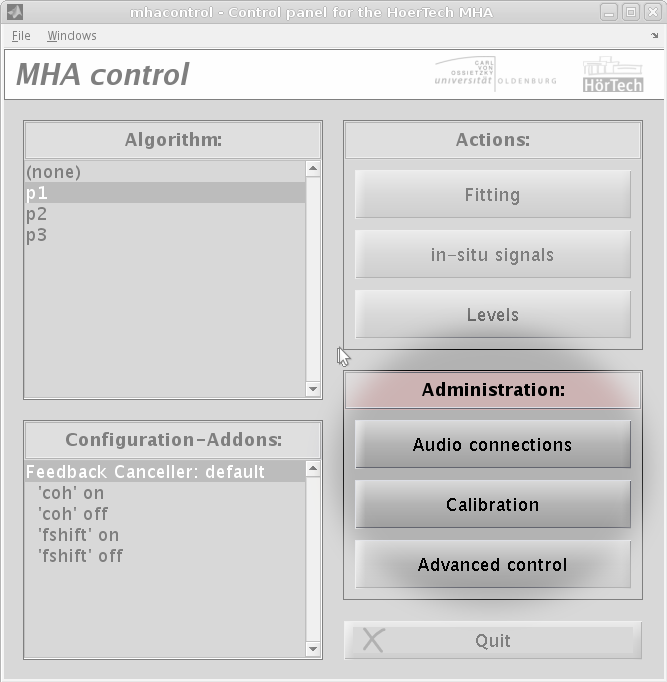 mhacontrol - Control panel for the HoerTech MHA
File Windows
MHA control
CARL
VON
OSSIETZKY
universität OLDENBURG
HörTech
Algorithm:
(none)
p1
p2
p3
Configuration-Addons:
Feedback Canceller: default
'coh' on
'coh' off
'fshift' on
'fshift' off
Actions:
Fitting
in-situ signals
Levels
Administration:
Audio connections
Calibration
Advanced control
Quit